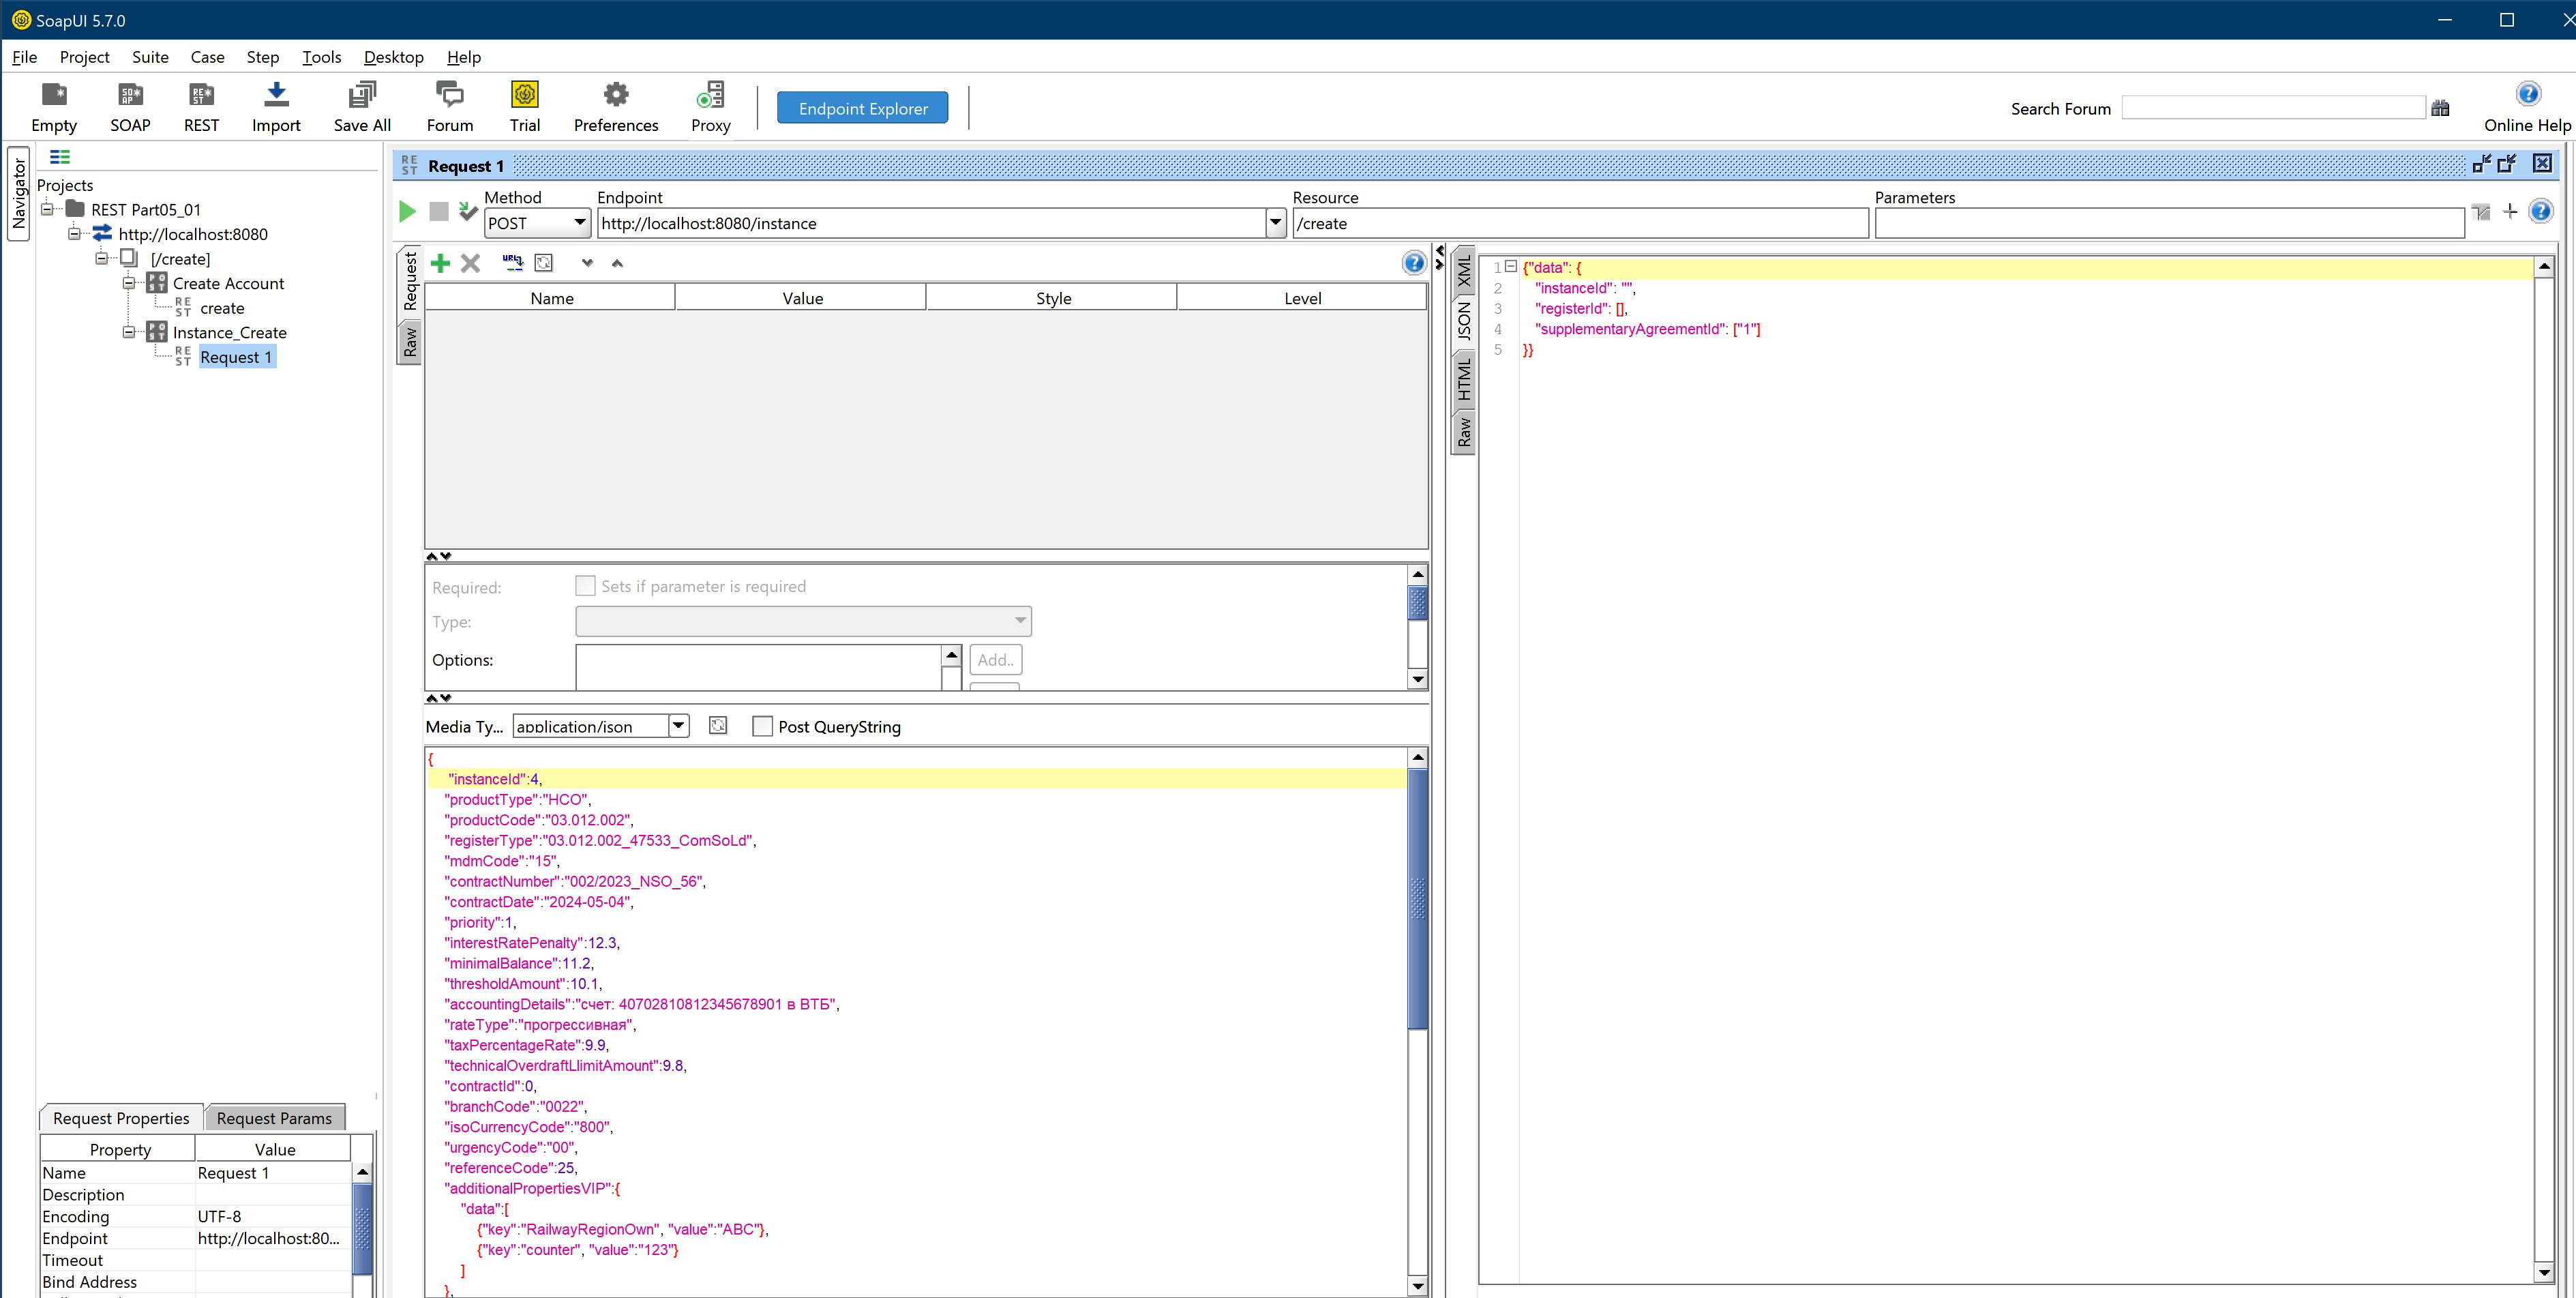 SoapUI 5.7.0
File Project Suite Case Step Tools Desktop Help
Empty SOAP REST Import Save All Forum Trial Preferences Proxy Endpoint Explorer Search Forum Online Help
Navigator
Projects
REST Part05_01
http://localhost:8080
[/create]
Create Account
create
Instance_Create
Request 1
Request Properties Request Params
Property Value
Name Request 1
Description
Encoding UTF-8
Endpoint http://localhost:80...
Timeout
Bind Address
Request 1
Method Endpoint Resource Parameters
POST http://localhost:8080/instance /create
Request
Raw
Name Value Style Level
Required: Sets if parameter is required
Type:
Options: Add..
Media Ty... application/json Post QueryString
{
"instanceId":4,
"productType":"НСО",
"productCode":"03.012.002",
"registerType":"03.012.002_47533_ComSoLd",
"mdmCode":"15",
"contractNumber":"002/2023_NSO_56",
"contractDate":"2024-05-04",
"priority":1,
"interestRatePenalty":12.3,
"minimalBalance":11.2,
"thresholdAmount":10.1,
"accountingDetails":"счет: 40702810812345678901 в ВТБ",
"rateType":"прогрессивная",
"taxPercentageRate":9.9,
"technicalOverdraftLlimitAmount":9.8,
"contractId":0,
"branchCode":"0022",
"isoCurrencyCode":"800",
"urgencyCode":"00",
"referenceCode":25,
"additionalPropertiesVIP":{
"data":[
{"key":"RailwayRegionOwn", "value":"ABC"},
{"key":"counter", "value":"123"}
]
},
XML
JSON
HTML
Raw
1 {"data": {
2 "instanceId": "",
3 "registerId": [],
4 "supplementaryAgreementId": ["1"]
5 }}